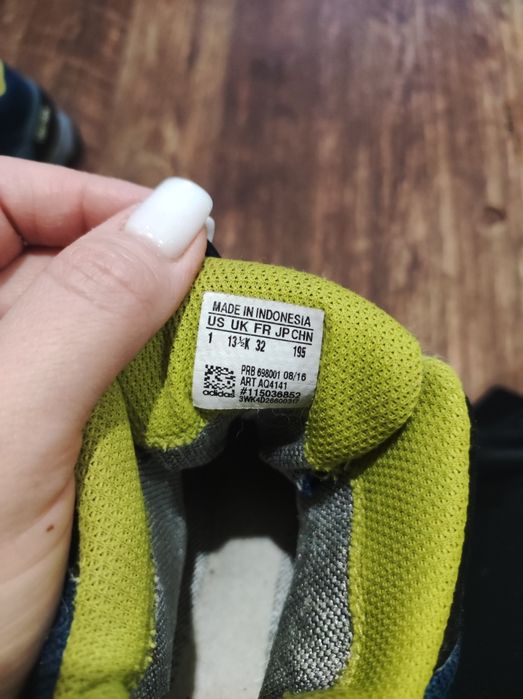 MADE IN INDONESIA
US UK FR JP CHN
1 13½K 32 195
PRB 698001 08/16
ART AQ4141
adidas #115036852